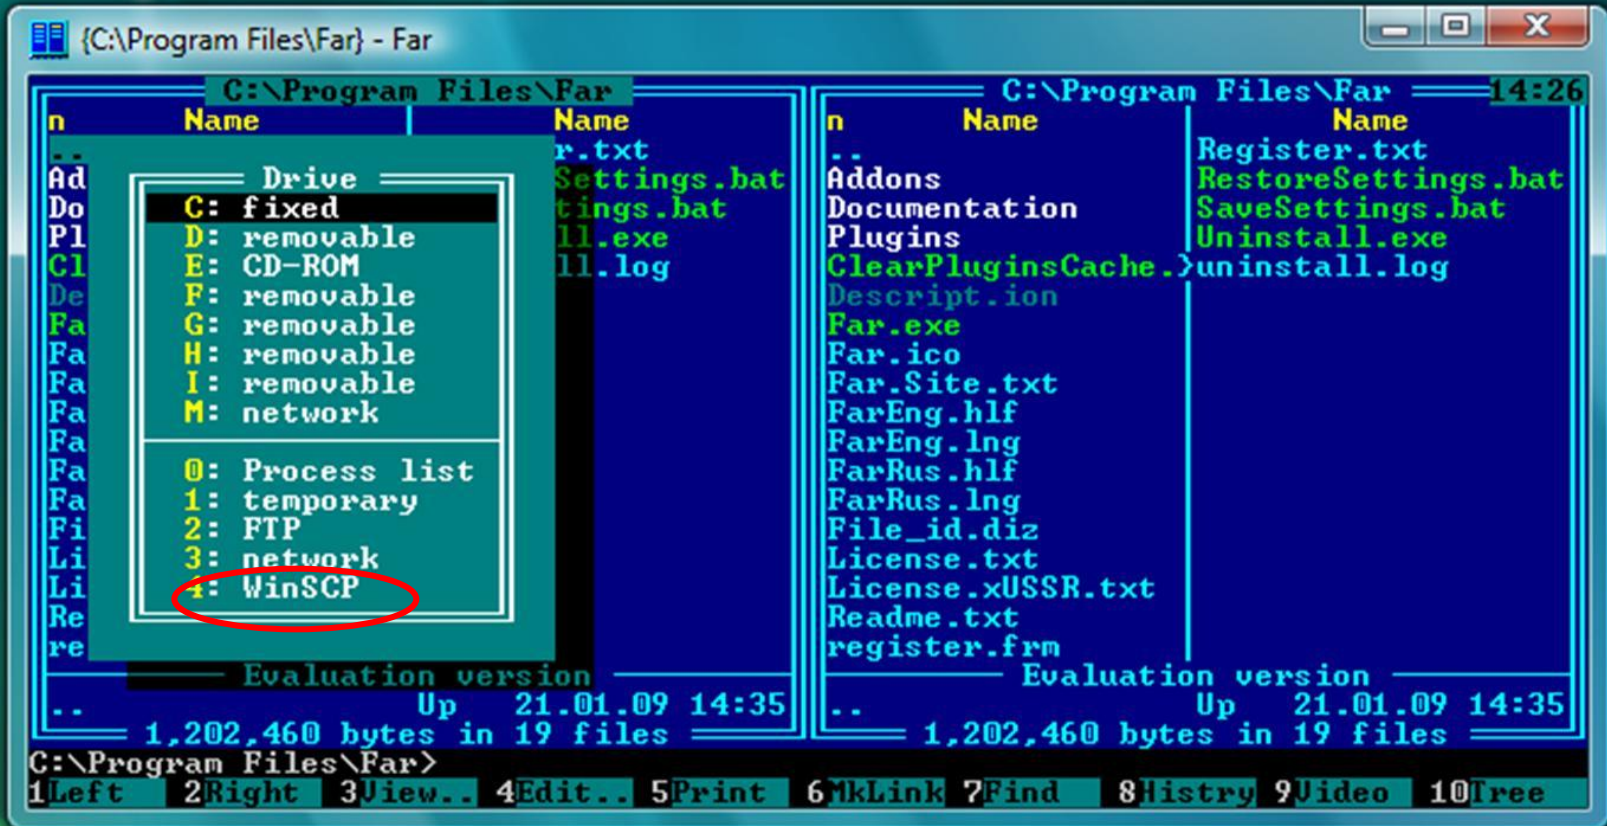 {C:\Program Files\Far} - Far
C:\Program Files\Far
n Name Name
..
Ad
Do
Pl
Cl
De
Fa
Fa
Fa
Fa
Fa
Fa
Fa
Fi
Li
Li
Re
re
r.txt
Settings.bat
tings.bat
ll.exe
ll.log
Drive
C: fixed
D: removable
E: CD-ROM
F: removable
G: removable
H: removable
I: removable
M: network
0: Process list
1: temporary
2: FTP
3: network
4: WinSCP
Evaluation version
.. Up 21.01.09 14:35
1,202,460 bytes in 19 files
C:\Program Files\Far 14:26
n Name Name
.. Register.txt
Addons RestoreSettings.bat
Documentation SaveSettings.bat
Plugins Uninstall.exe
ClearPluginsCache.}uninstall.log
Descript.ion
Far.exe
Far.ico
Far.Site.txt
FarEng.hlf
FarEng.lng
FarRus.hlf
FarRus.lng
File_id.diz
License.txt
License.xUSSR.txt
Readme.txt
register.frm
Evaluation version
.. Up 21.01.09 14:35
1,202,460 bytes in 19 files
C:\Program Files\Far>
1Left 2Right 3View.. 4Edit.. 5Print 6MkLink 7Find 8Histry 9Video 10Tree